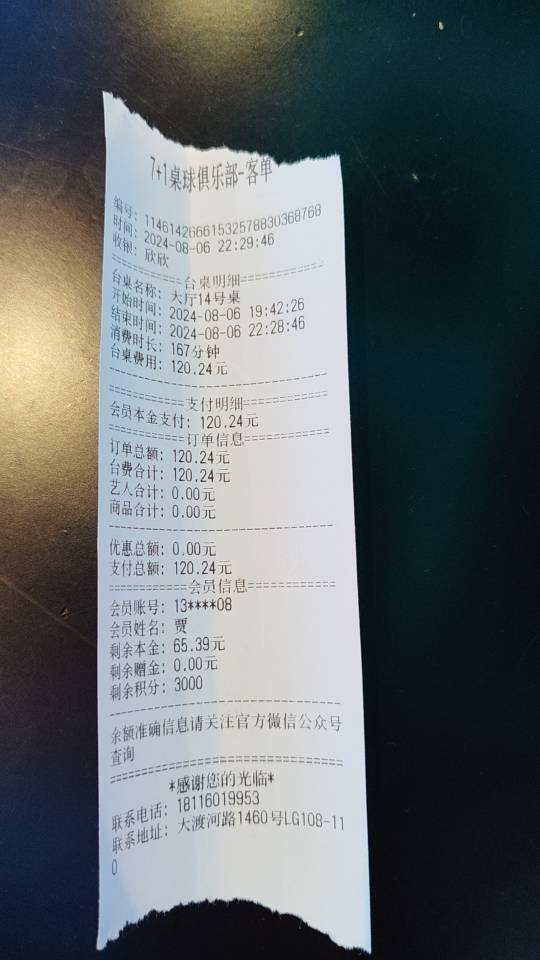 7+1桌球俱乐部-客单
编号: 11461426661532578830368768
时间: 2024-08-06 22:29:46
收银: 欣欣
==========台桌明细==========
台桌名称: 大厅14号桌
开始时间: 2024-08-06 19:42:26
结束时间: 2024-08-06 22:28:46
消费时长: 167分钟
台桌费用: 120.24元
--------------------------------
==========支付明细==========
会员本金支付: 120.24元
==========订单信息==========
订单总额: 120.24元
台费合计: 120.24元
艺人合计: 0.00元
商品合计: 0.00元
--------------------------------
优惠总额: 0.00元
支付总额: 120.24元
==========会员信息==========
会员账号: 13****08
会员姓名: 贾
剩余本金: 65.39元
剩余赠金: 0.00元
剩余积分: 3000
--------------------------------
余额准确信息请关注官方微信公众号
查询
================================
*感谢您的光临*
联系电话: 18116019953
联系地址: 大渡河路1460号LG108-11
0